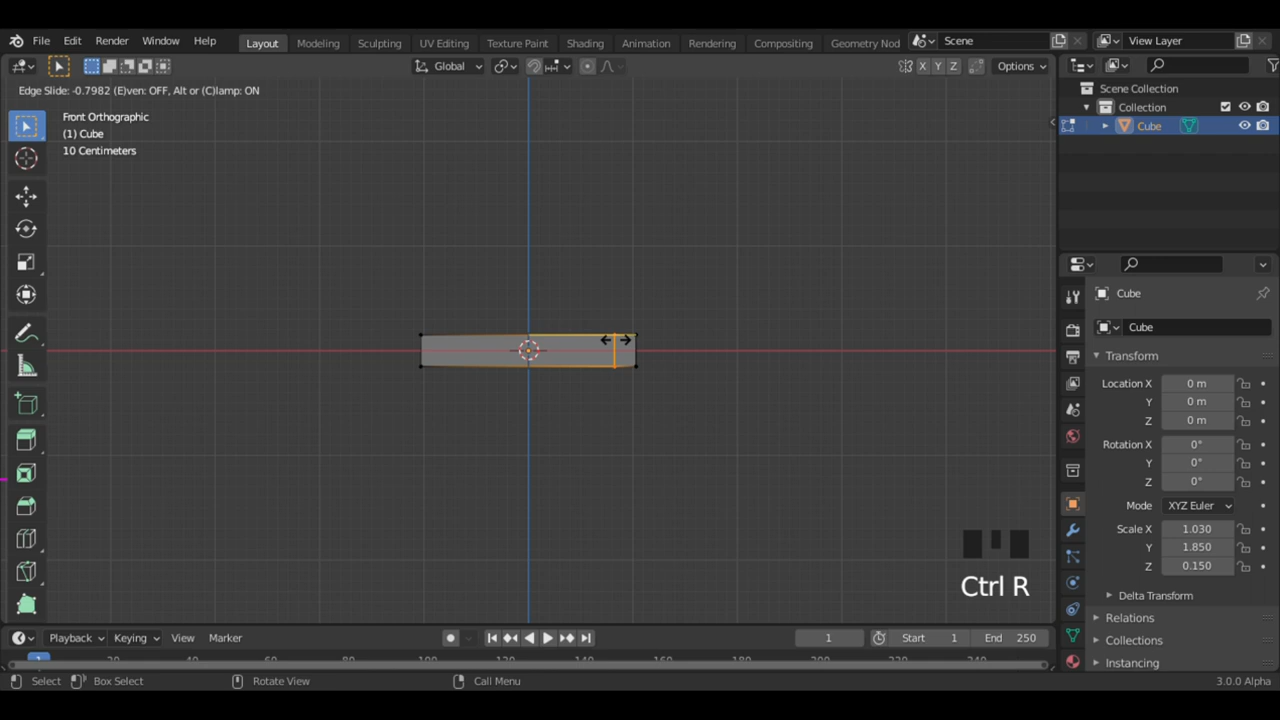 File Edit Render Window Help Layout Modeling Sculpting UV Editing Texture Paint Shading Animation Rendering Compositing Geometry Nod Scene View Layer
Global X Y Z Options
Edge Slide: -0.7982 (E)ven: OFF, Alt or (C)lamp: ON
Front Orthographic
(1) Cube
10 Centimeters
Scene Collection
Collection
Cube
Cube
Cube
Transform
Location X 0 m
Y 0 m
Z 0 m
Rotation X 0°
Y 0°
Z 0°
Mode XYZ Euler
Scale X 1.030
Y 1.850
Z 0.150
Delta Transform
Relations
Collections
Instancing
Ctrl R
Playback Keying View Marker 1 Start 1 End 250
Select Box Select Rotate View Call Menu 3.0.0 Alpha